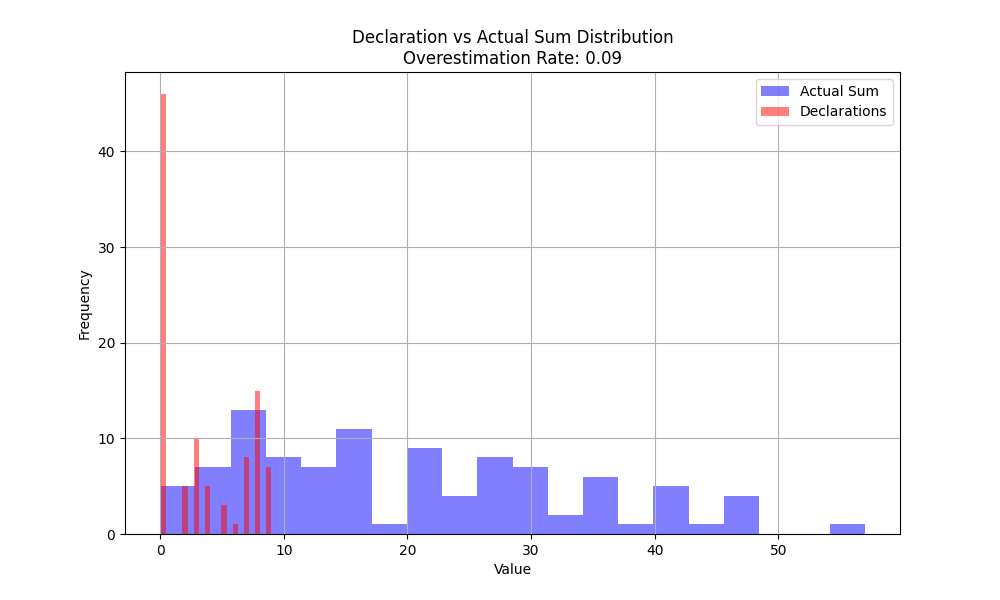 Declaration vs Actual Sum Distribution
Overestimation Rate: 0.09
Actual Sum
Declarations
Frequency
40
30
20
10
0
0 10 20 30 40 50
Value